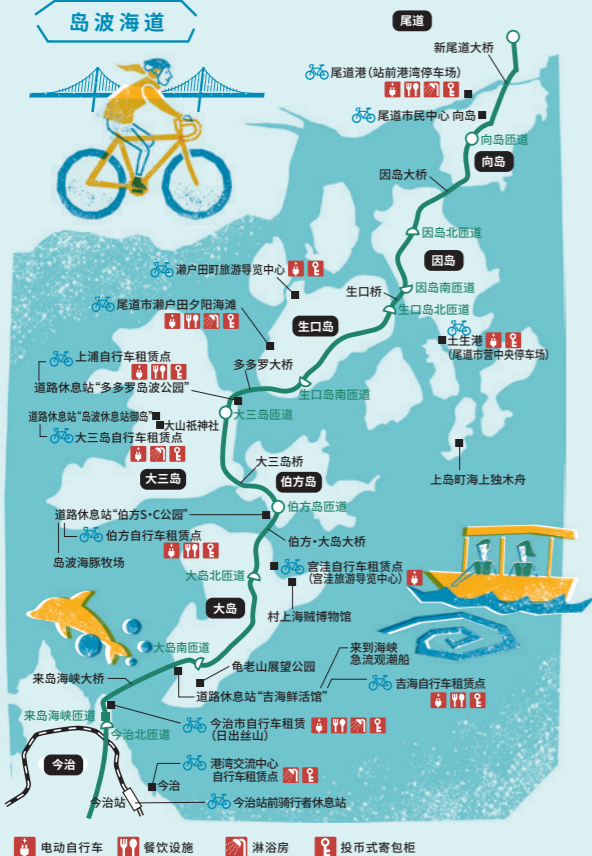 岛波海道
尾道
新尾道大桥
尾道港(站前港湾停车场)
尾道市民中心 向岛
向岛匝道
向岛
因岛大桥
因岛北匝道
因岛
濑户田町旅游导览中心
因岛南匝道
生口桥
生口岛北匝道
尾道市濑户田夕阳海滩
生口岛
土生港
(尾道市营中央停车场)
上浦自行车租赁点
多多罗大桥
道路休息站“多多罗岛波公园”
生口岛南匝道
大三岛匝道
道路休息站“岛波休息站御岛”
大山祇神社
大三岛自行车租赁点
上岛町海上独木舟
大三岛桥
大三岛
伯方岛
伯方岛匝道
道路休息站“伯方S·C公园”
伯方自行车租赁点
伯方·大岛大桥
岛波海豚牧场
宫洼自行车租赁点
(宫洼旅游导览中心)
大岛北匝道
大岛
村上海贼博物馆
大岛南匝道
来到海峡
急流观潮船
龟老山展望公园
来岛海峡大桥
吉海自行车租赁点
道路休息站“吉海鲜活馆”
来岛海峡匝道
今治市自行车租赁
(日出丝山)
今治北匝道
今治
港湾交流中心
自行车租赁点
今治
今治站
今治站前骑行者休息站
电动自行车 餐饮设施 淋浴房 投币式寄包柜